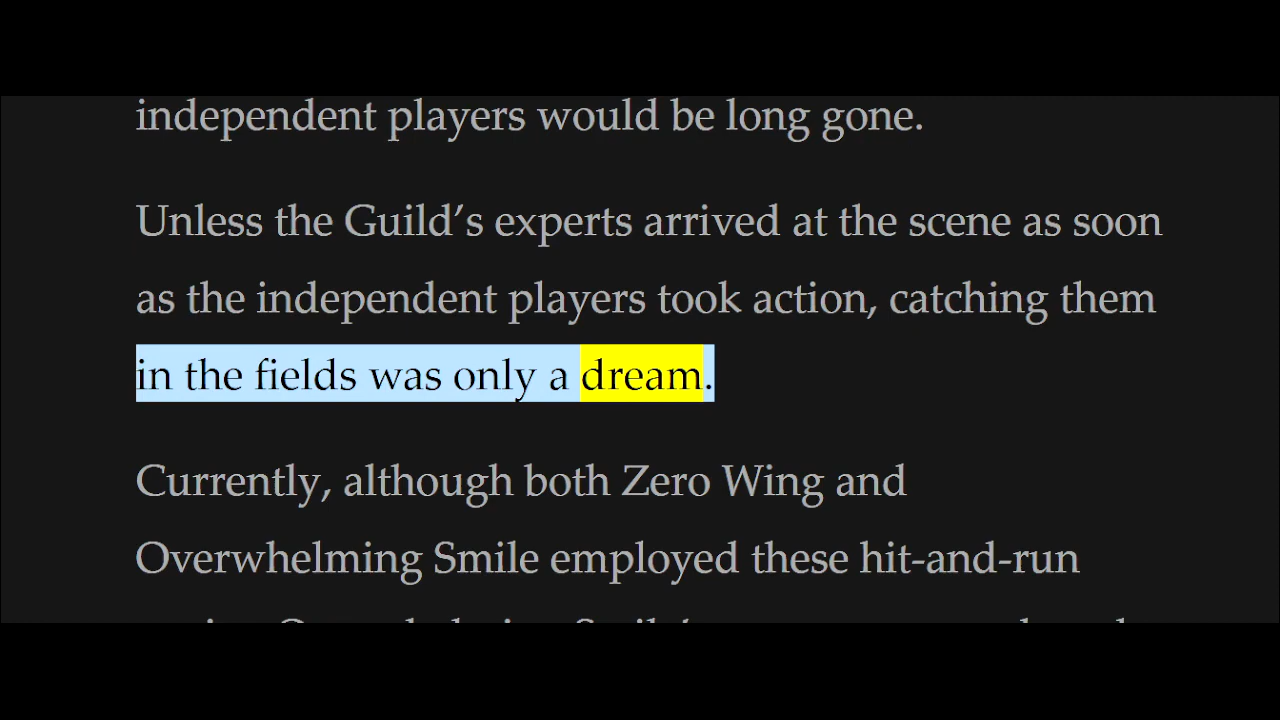 independent players would be long gone.
Unless the Guild’s experts arrived at the scene as soon
as the independent players took action, catching them
in the fields was only a dream.
Currently, although both Zero Wing and
Overwhelming Smile employed these hit-and-run